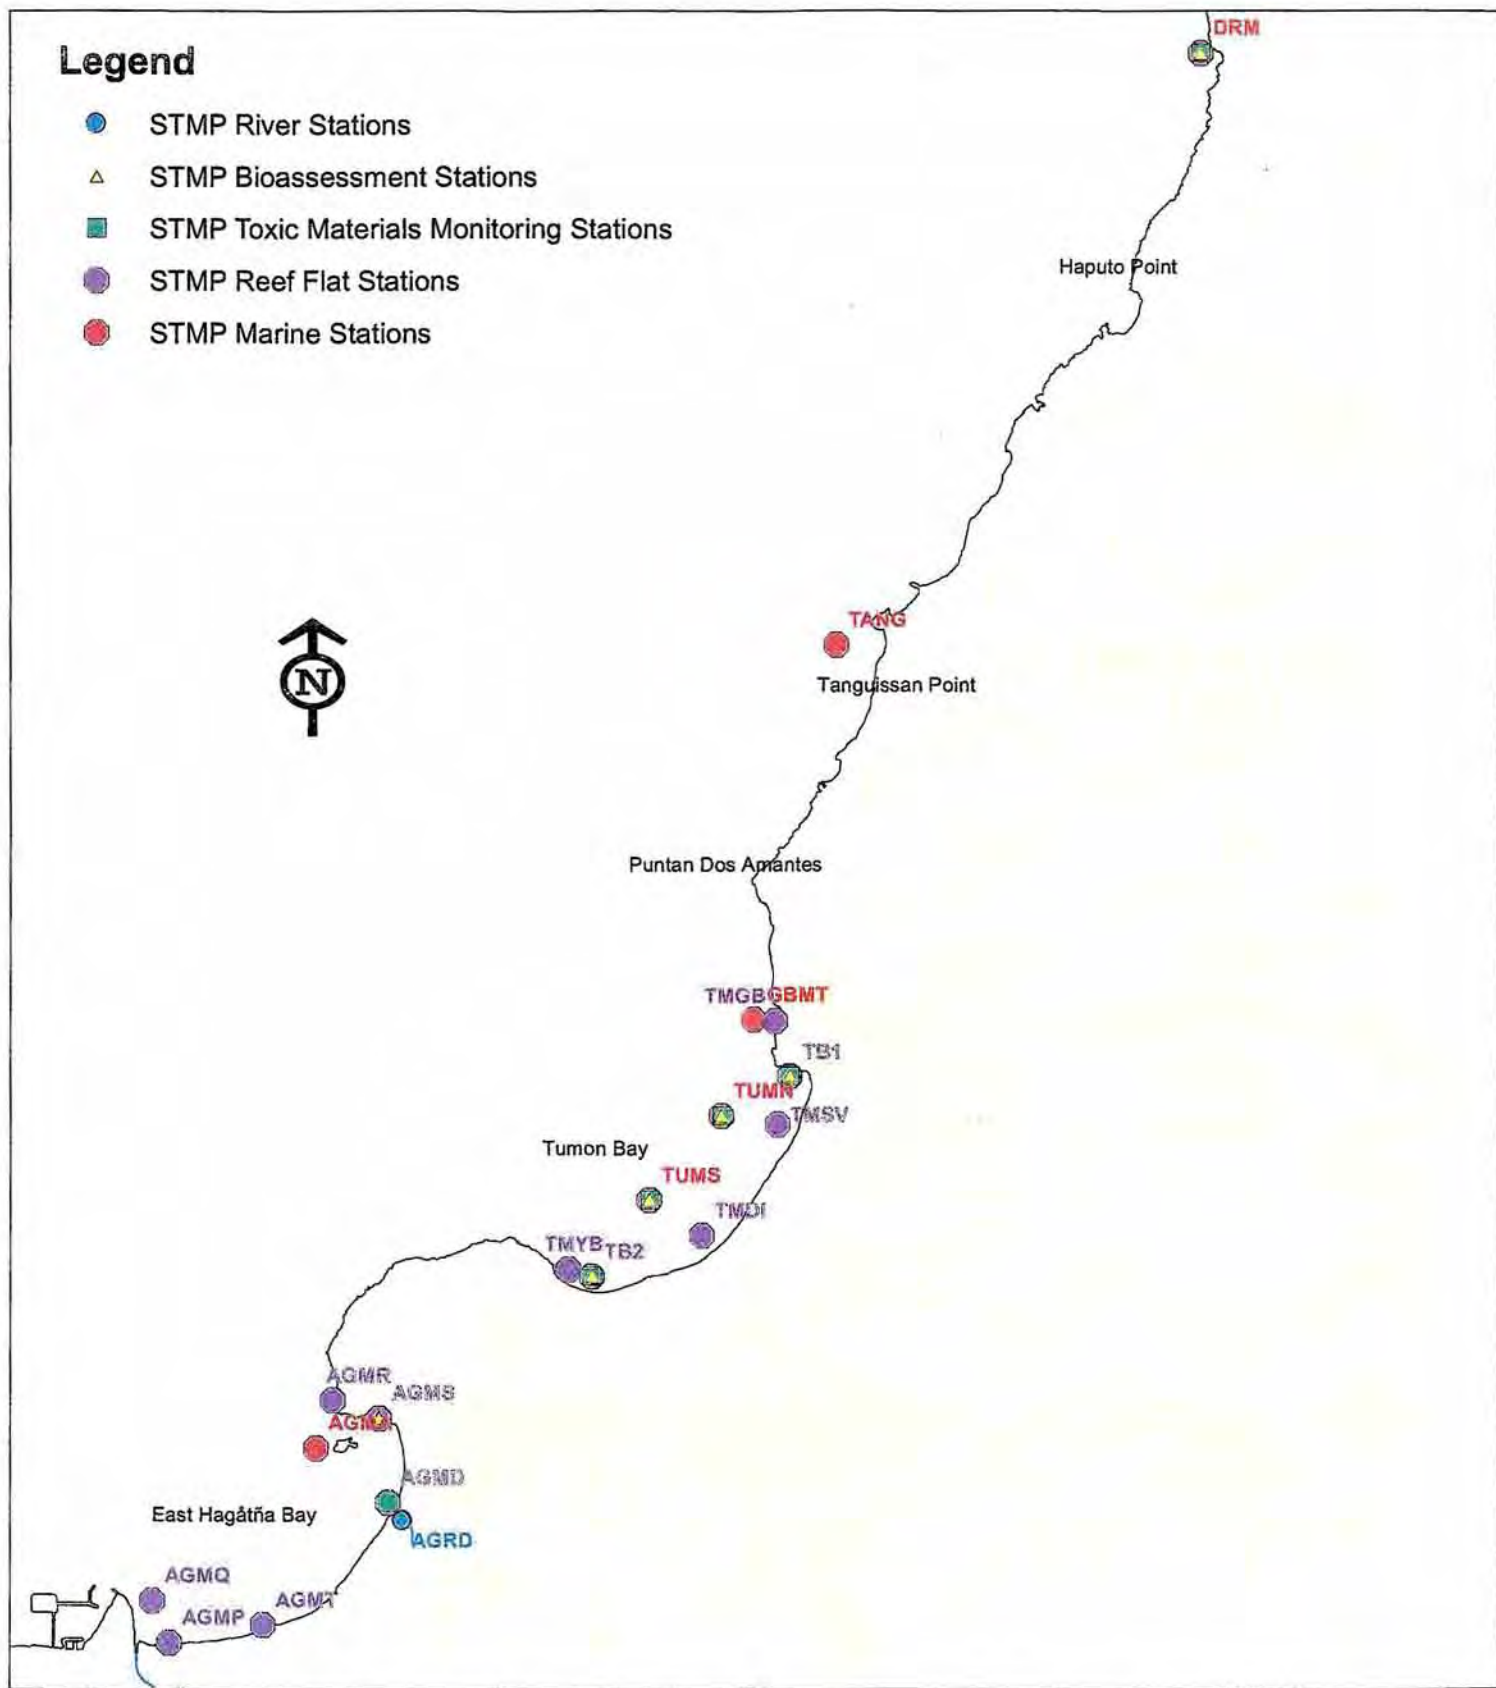 DRM
Legend
STMP River Stations
STMP Bioassessment Stations
STMP Toxic Materials Monitoring Stations
STMP Reef Flat Stations
STMP Marine Stations
Haputo Point
TANG
N
Tanguissan Point
Puntan Dos Amantes
TMGB GBMT
TB1
TUMN
TMSV
Tumon Bay
TUMS
TMDI
TMYB TB2
AGMR
AGMS
AGMD
East Hagåtña Bay
AGRD
AGMQ
AGMT
AGMP